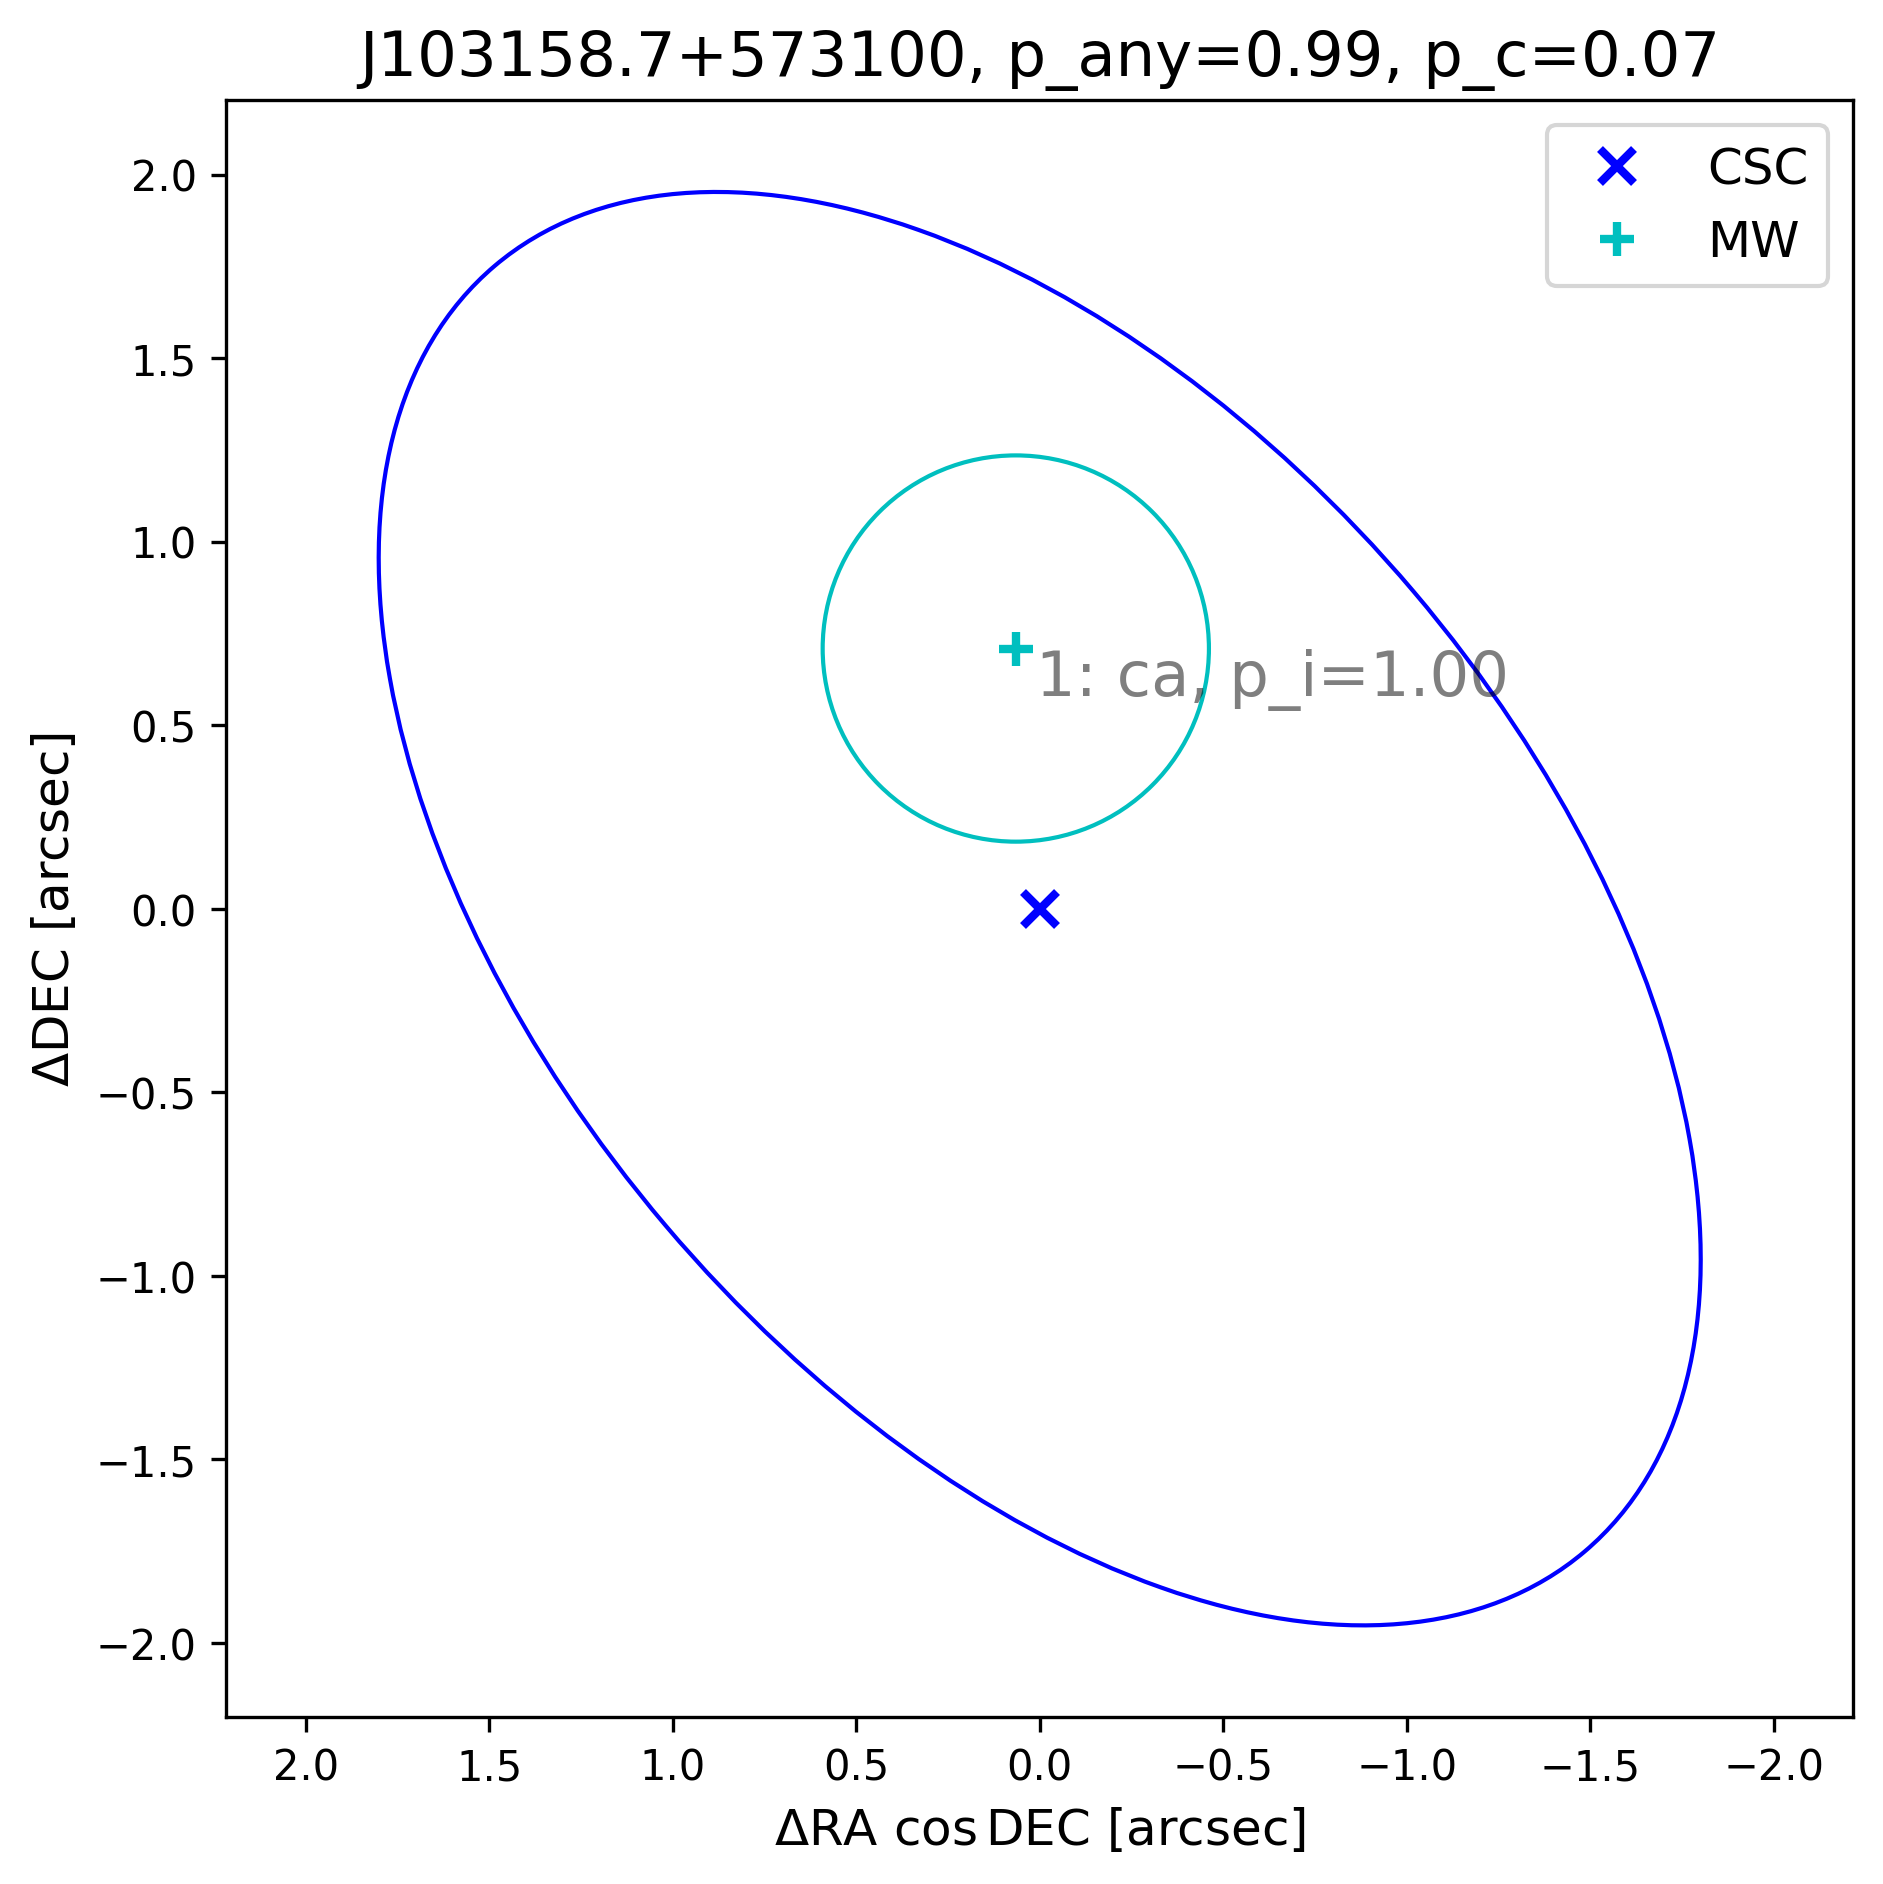 J103158.7+573100, p_any=0.99, p_c=0.07
CSC
MW
2.0
1.5
1.0
0.5
0.0
−0.5
−1.0
−1.5
−2.0
ΔDEC [arcsec]
1: ca, p_i=1.00
2.0 1.5 1.0 0.5 0.0 −0.5 −1.0 −1.5 −2.0
ΔRA cos DEC [arcsec]